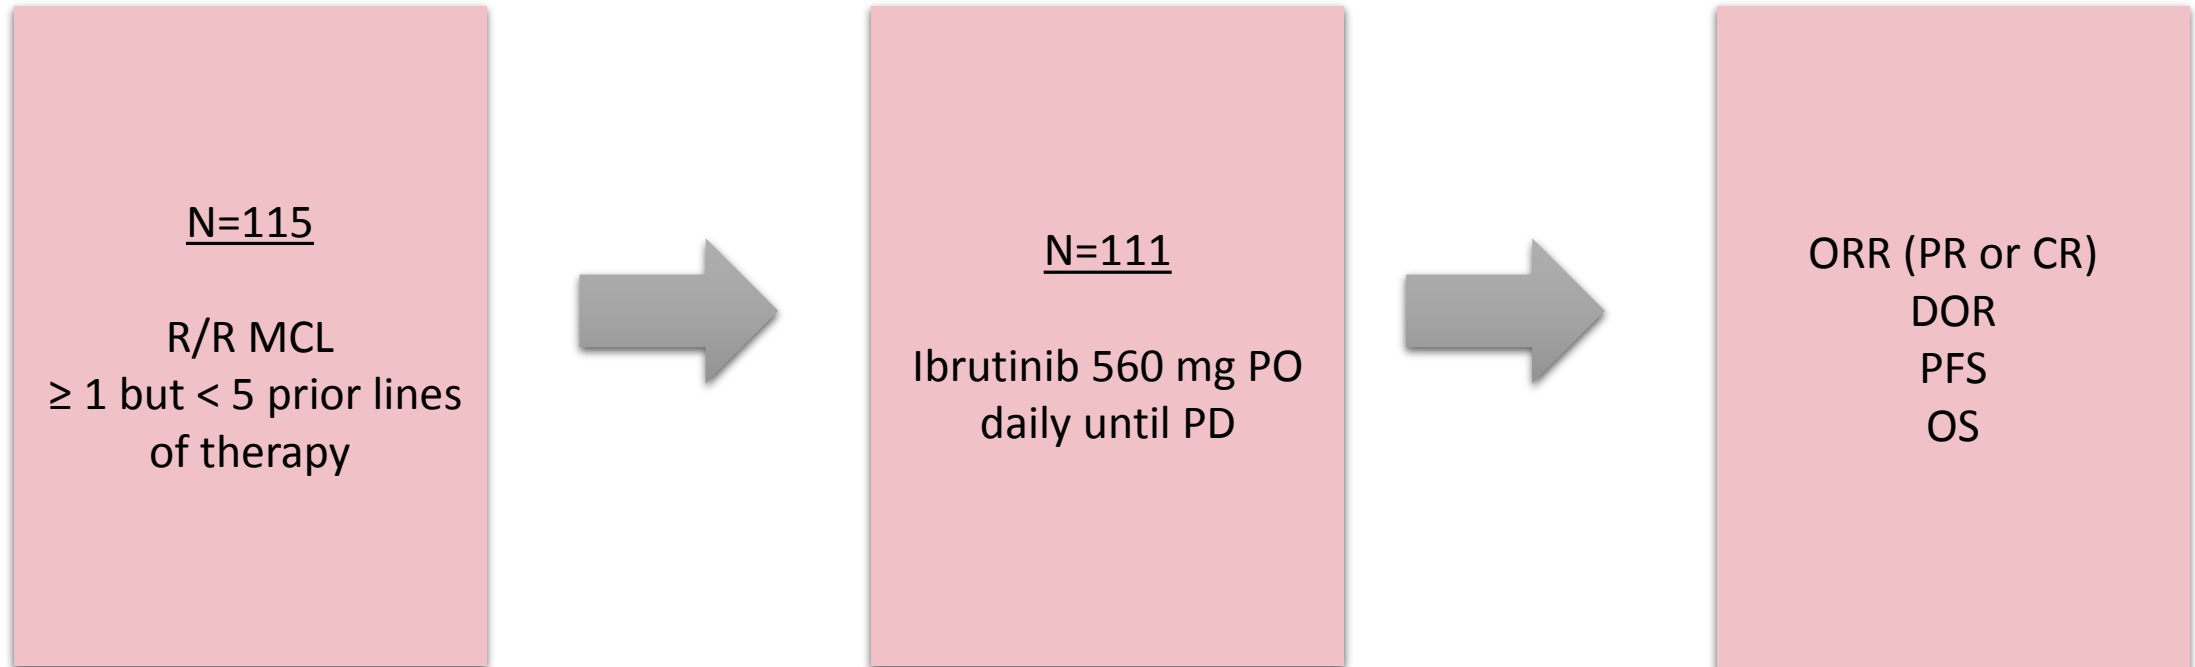 N=115
R/R MCL
≥ 1 but < 5 prior lines
of therapy
N=111
Ibrutinib 560 mg PO
daily until PD
ORR (PR or CR)
DOR
PFS
OS